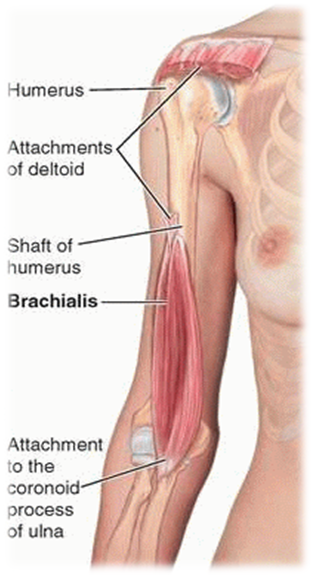 Humerus
Attachments
of deltoid
Shaft of
humerus
Brachialis
Attachment
to the
coronoid
process
of ulna